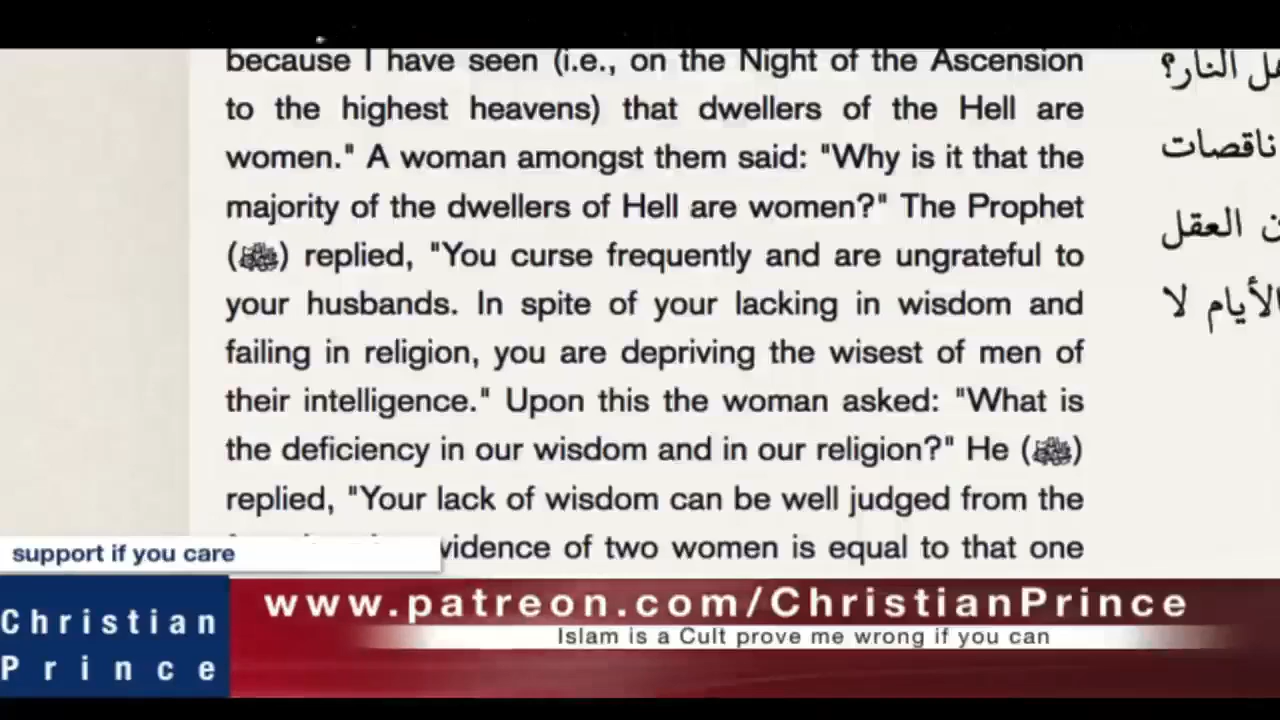 because I have seen (i.e., on the Night of the Ascension
to the highest heavens) that dwellers of the Hell are
women." A woman amongst them said: "Why is it that the
majority of the dwellers of Hell are women?" The Prophet
(ﷺ) replied, "You curse frequently and are ungrateful to
your husbands. In spite of your lacking in wisdom and
failing in religion, you are depriving the wisest of men of
their intelligence." Upon this the woman asked: "What is
the deficiency in our wisdom and in our religion?" He (ﷺ)
replied, "Your lack of wisdom can be well judged from the
evidence of two women is equal to that one
النار؟
ناقصات
العقل
الأيام لا
support if you care
Christian
Prince
www.patreon.com/ChristianPrince
Islam is a Cult prove me wrong if you can